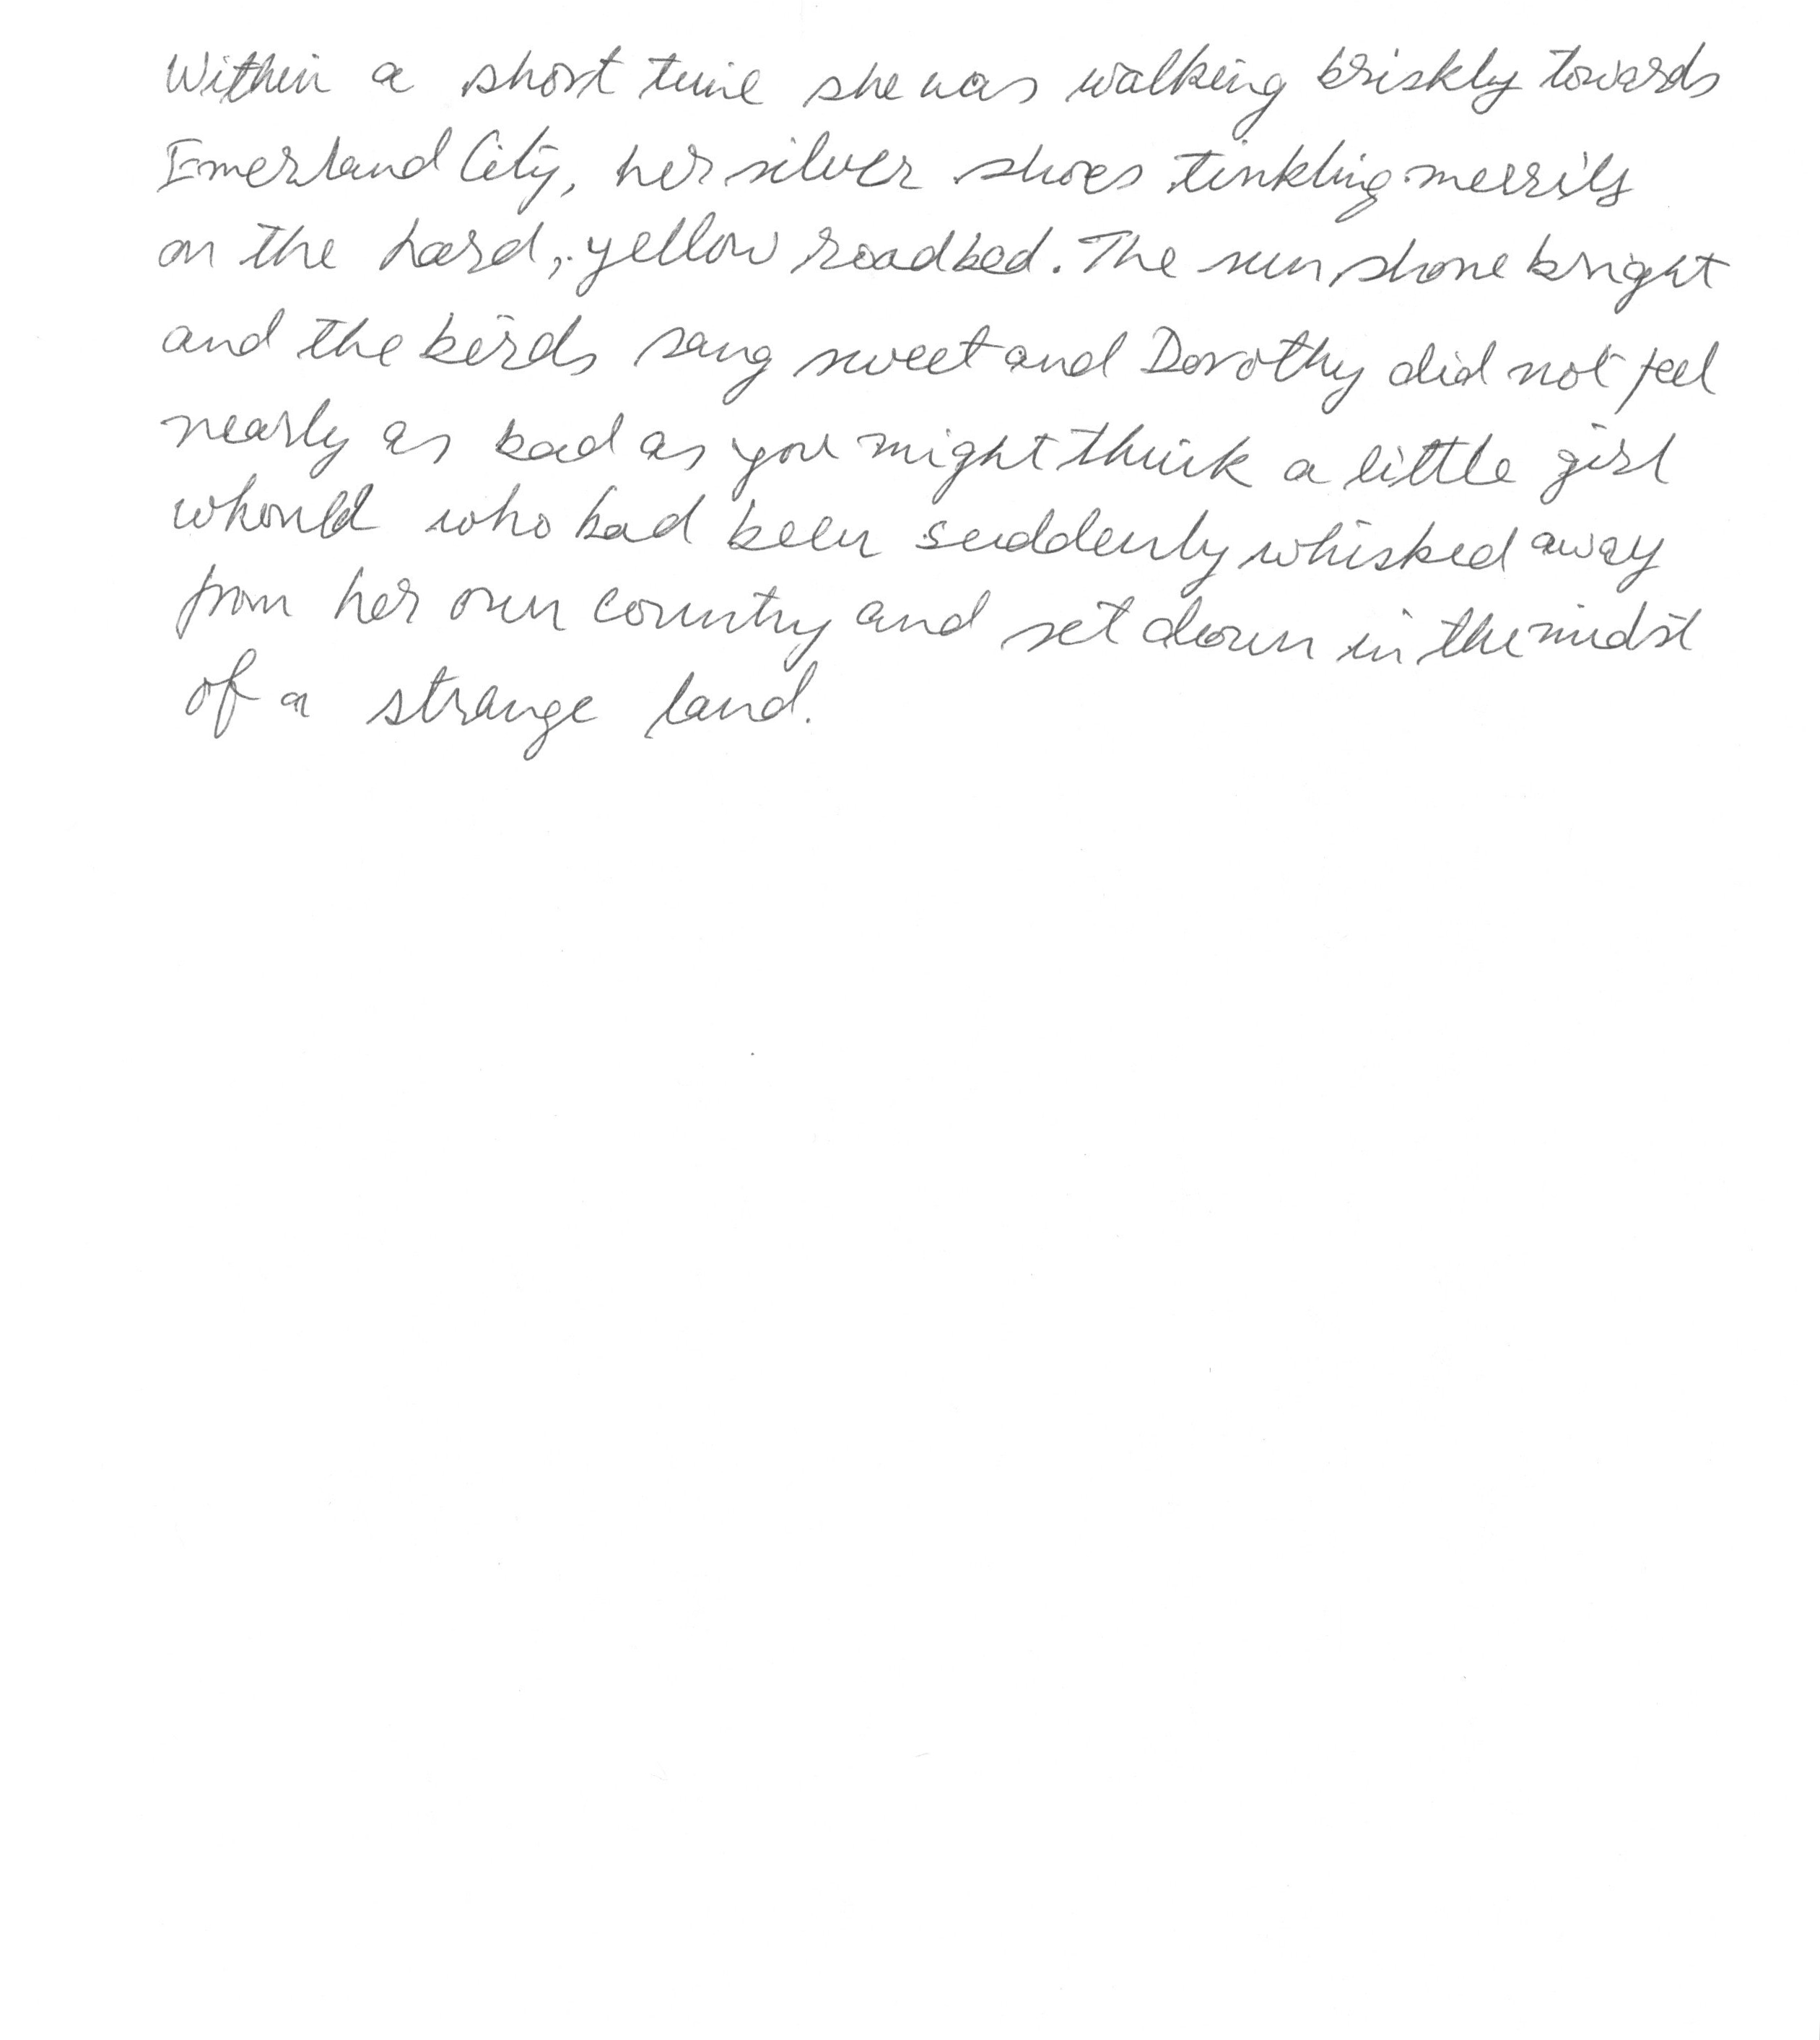 Within a short time she was walking briskly towards
Emerland City, her silver shoes tinkling merrily
on the hard, yellow roadbed. The sun shone bright
and the birds sang sweet and Dorothy did not feel
nearly as bad as you might think a little girl
whould who had been suddenly whisked away
from her own country and set down in the midst
of a strange land.